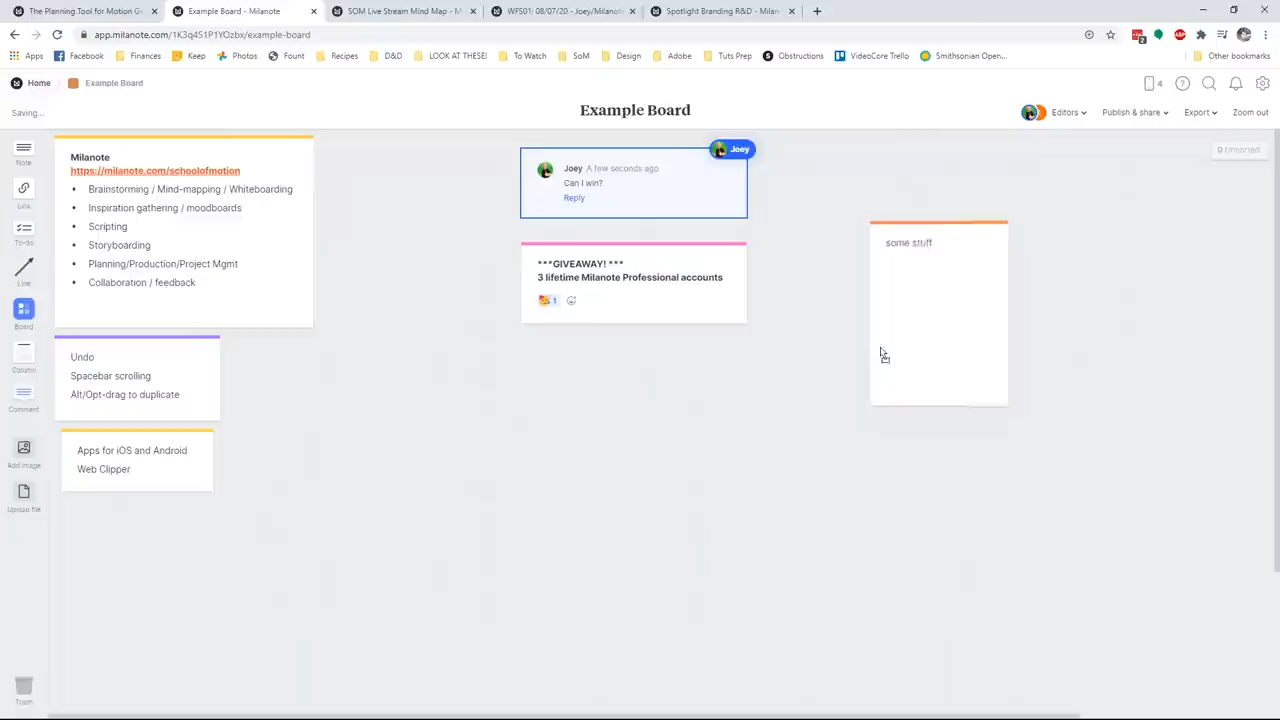 The Planning Tool for Motion G
Example Board - Milanote
SOM Live Stream Mind Map - M
WFS01: 08/07/20 - Joey/Milanot
Spotlight Branding R&D - Milan
app.milanote.com/1K3q4S1P1YOzbx/example-board
Apps
Facebook
Finances
Keep
Photos
Fount
Recipes
D&D
LOOK AT THESE!
To Watch
SoM
Design
Adobe
Tuts Prep
Obstructions
VideoCore Trello
Smithsonian Open...
Other bookmarks
Home
Example Board
4
Saving...
Example Board
Editors
Publish & share
Export
Zoom out
0 Unsorted
Note
Link
To-do
Line
Board
Column
Comment
Add image
Upload file
Trash
Milanote
https://milanote.com/schoolofmotion
• Brainstorming / Mind-mapping / Whiteboarding
• Inspiration gathering / moodboards
• Scripting
• Storyboarding
• Planning/Production/Project Mgmt
• Collaboration / feedback
Undo
Spacebar scrolling
Alt/Opt-drag to duplicate
Apps for iOS and Android
Web Clipper
Joey
Joey A few seconds ago
Can I win?
Reply
***GIVEAWAY! ***
3 lifetime Milanote Professional accounts
1
some stuff